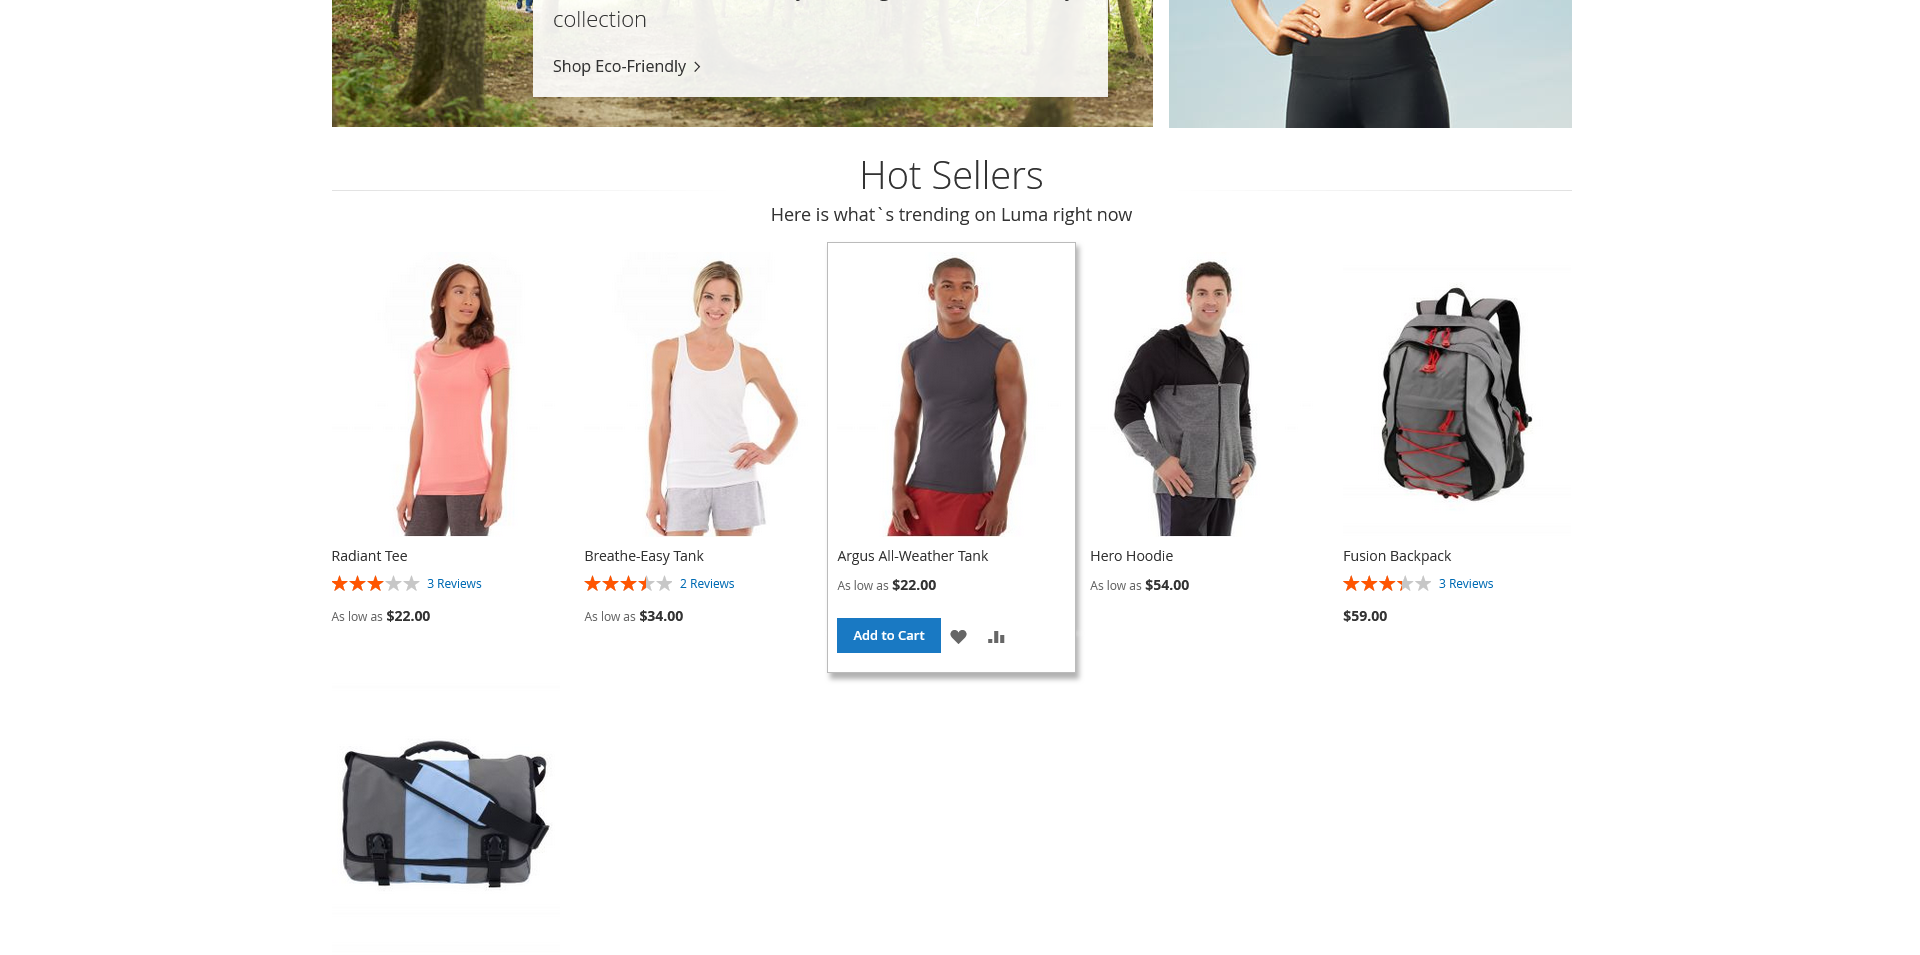 collection
Shop Eco-Friendly
Hot Sellers
Here is what`s trending on Luma right now
Radiant Tee
3 Reviews
As low as $22.00
Breathe-Easy Tank
2 Reviews
As low as $34.00
Argus All-Weather Tank
As low as $22.00
Add to Cart
Hero Hoodie
As low as $54.00
Fusion Backpack
3 Reviews
$59.00